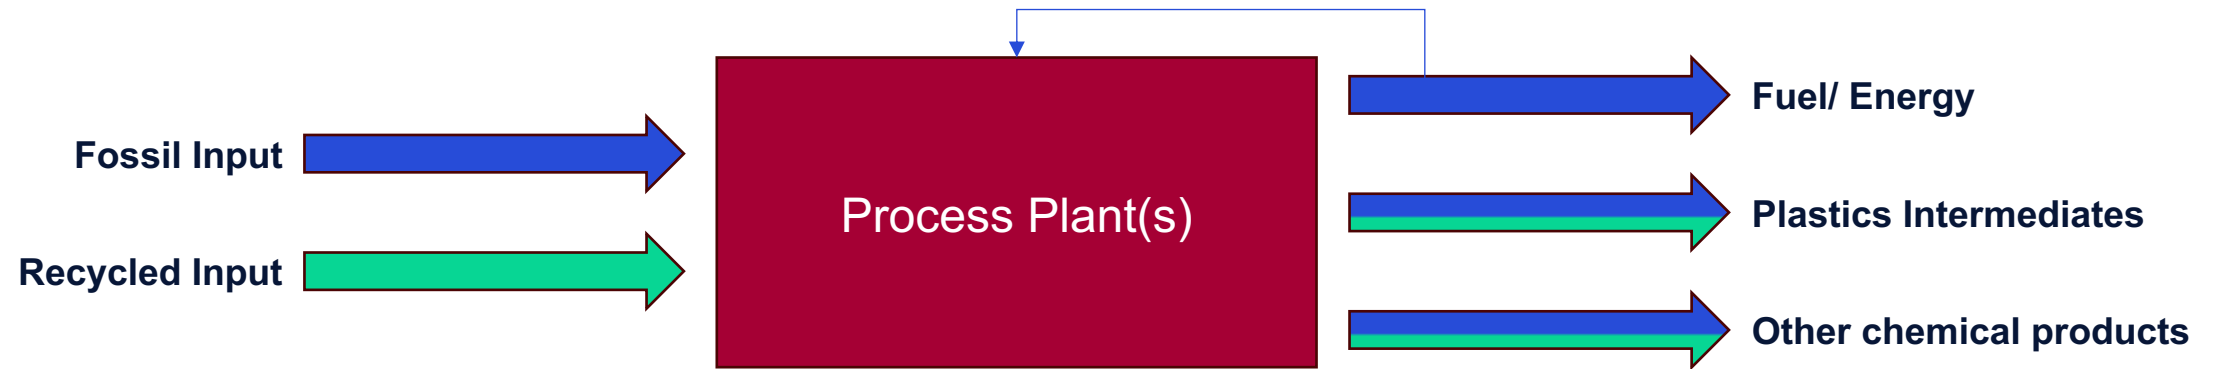 Fossil Input
Recycled Input
Process Plant(s)
Fuel/ Energy
Plastics Intermediates
Other chemical products